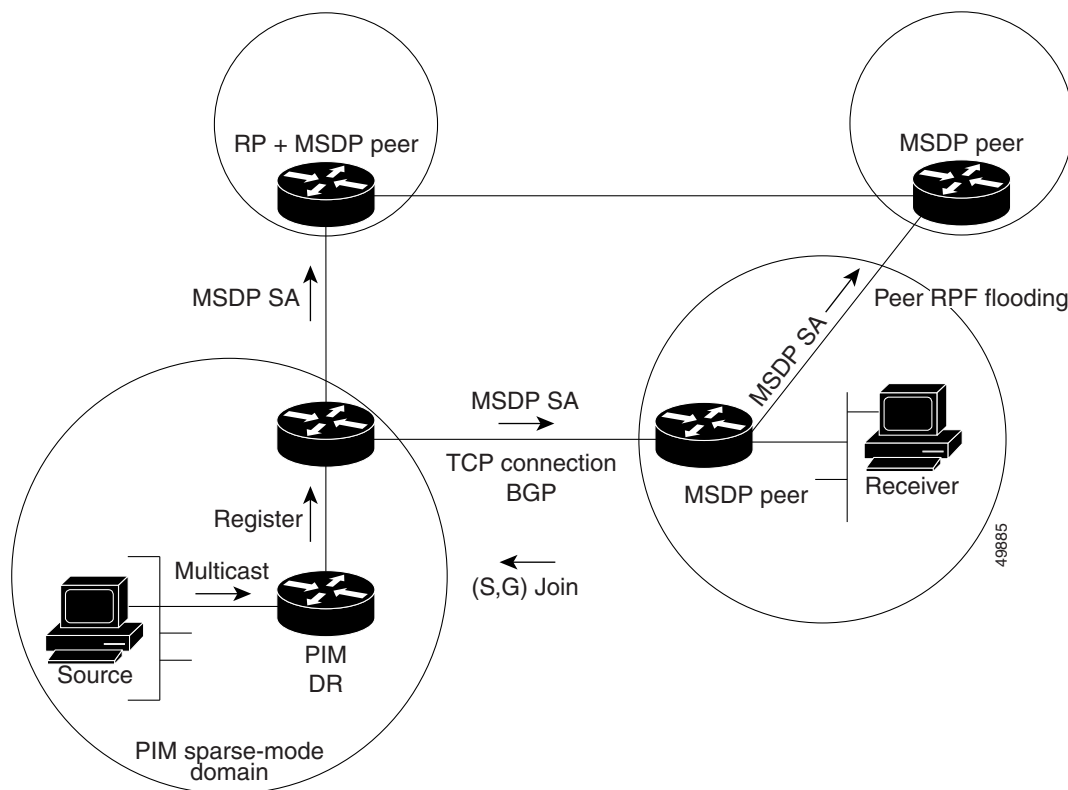 RP + MSDP peer
MSDP peer
MSDP SA
Peer RPF flooding
MSDP SA
MSDP SA
TCP connection
BGP
MSDP peer
Receiver
Register
49885
Multicast
(S,G) Join
Source
PIM
DR
PIM sparse-mode
domain